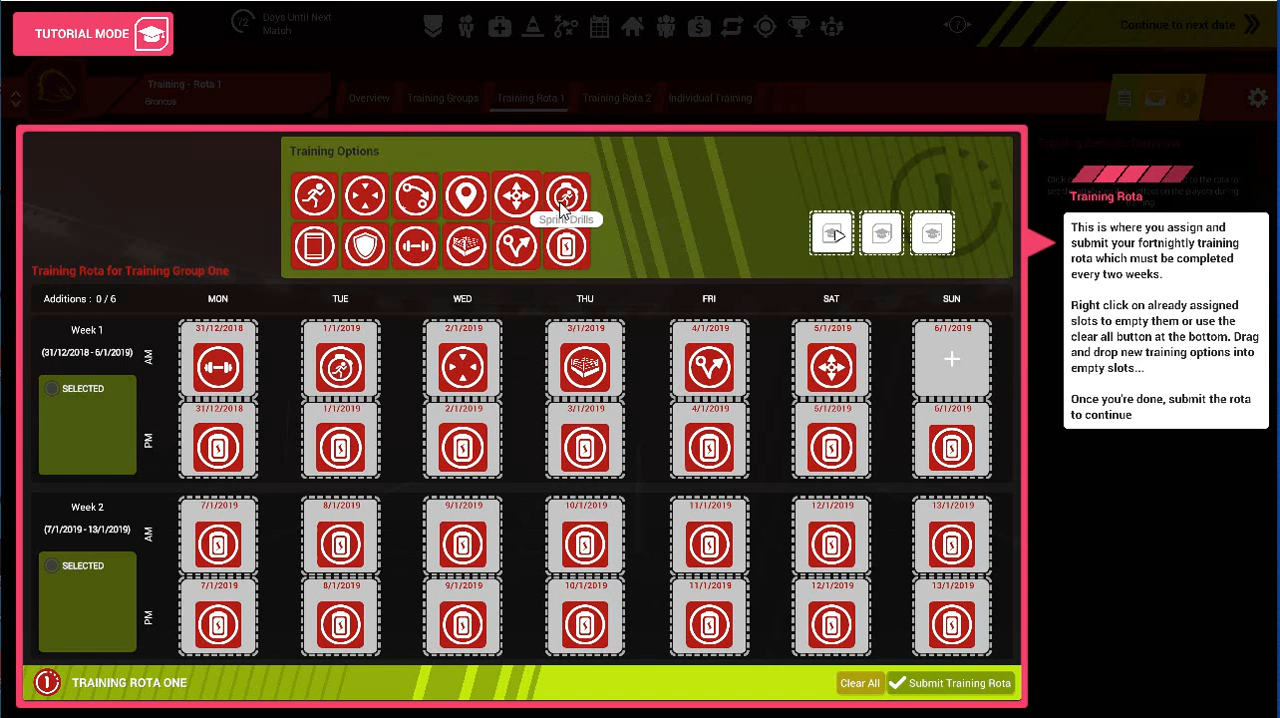 TUTORIAL MODE
72
Days Until Next
Match
Continue to next date
Training - Rota 1
Broncos
Overview
Training Groups
Training Rota 1
Training Rota 2
Individual Training
Training Options
Sprint Drills
Training Rota
This is where you assign and
submit your fortnightly training
rota which must be completed
every two weeks.
Right click on already assigned
slots to empty them or use the
clear all button at the bottom. Drag
and drop new training options into
empty slots...
Once you're done, submit the rota
to continue
Training Rota for Training Group One
Additions : 0 / 6
MON
TUE
WED
THU
FRI
SAT
SUN
Week 1
(31/12/2018 - 6/1/2019)
SELECTED
AM
31/12/2018
1/1/2019
2/1/2019
3/1/2019
4/1/2019
5/1/2019
6/1/2019
PM
31/12/2018
1/1/2019
2/1/2019
3/1/2019
4/1/2019
5/1/2019
6/1/2019
Week 2
(7/1/2019 - 13/1/2019)
SELECTED
AM
7/1/2019
8/1/2019
9/1/2019
10/1/2019
11/1/2019
12/1/2019
13/1/2019
PM
7/1/2019
8/1/2019
9/1/2019
10/1/2019
11/1/2019
12/1/2019
13/1/2019
1
TRAINING ROTA ONE
Clear All
Submit Training Rota